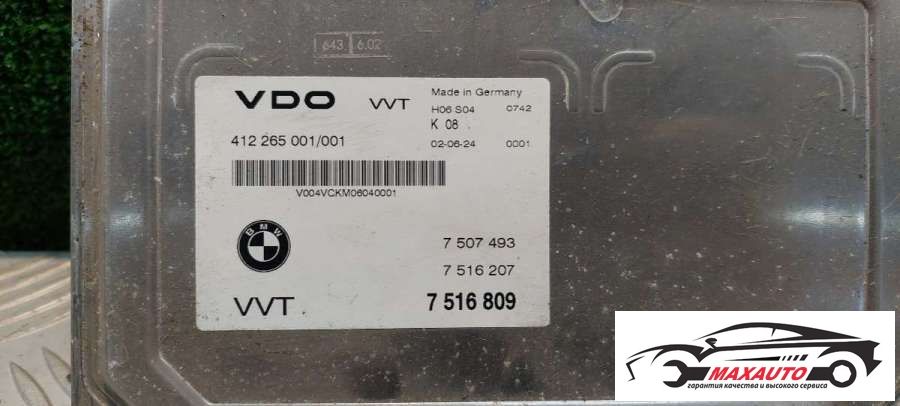 643 6.02
VDO VVT
Made in Germany
H06 S04 0742
K 08
412 265 001/001
02-06-24 0001
V004VCKM06040001
BMW
7 507 493
7 516 207
VVT 7 516 809
MAXAUTO
гарантия качества и высокого сервиса